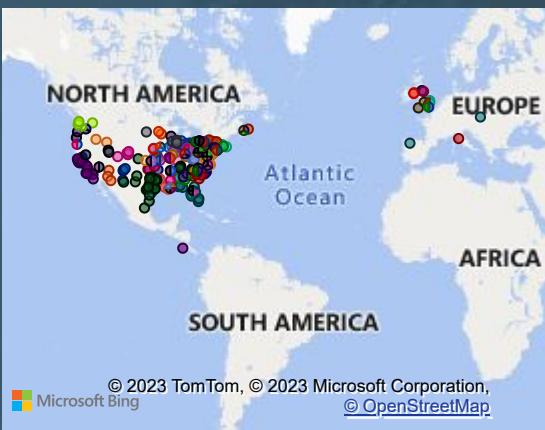 NORTH AMERICA
EUROPE
Atlantic
Ocean
AFRICA
SOUTH AMERICA
© 2023 TomTom, © 2023 Microsoft Corporation,
Microsoft Bing
© OpenStreetMap